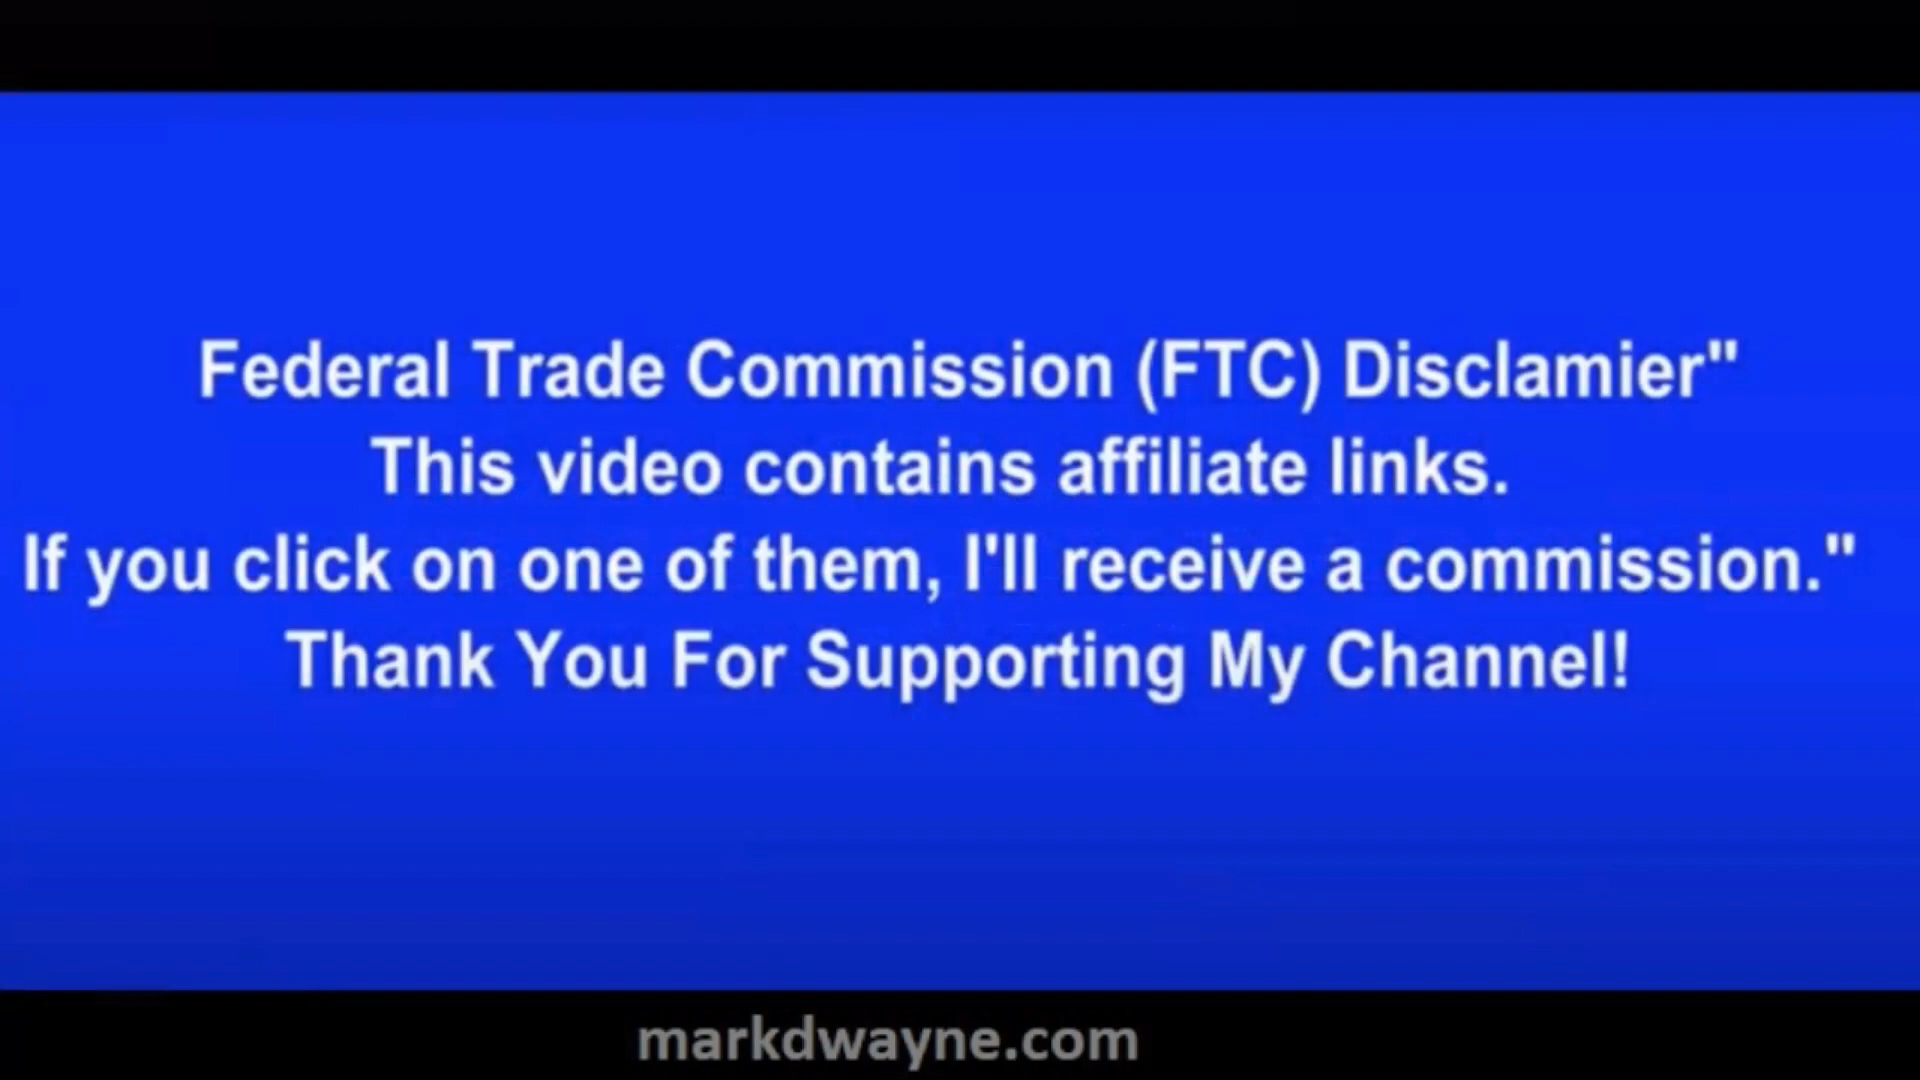 Federal Trade Commission (FTC) Disclamier"
This video contains affiliate links.
If you click on one of them, I'll receive a commission."
Thank You For Supporting My Channel!
markdwayne.com